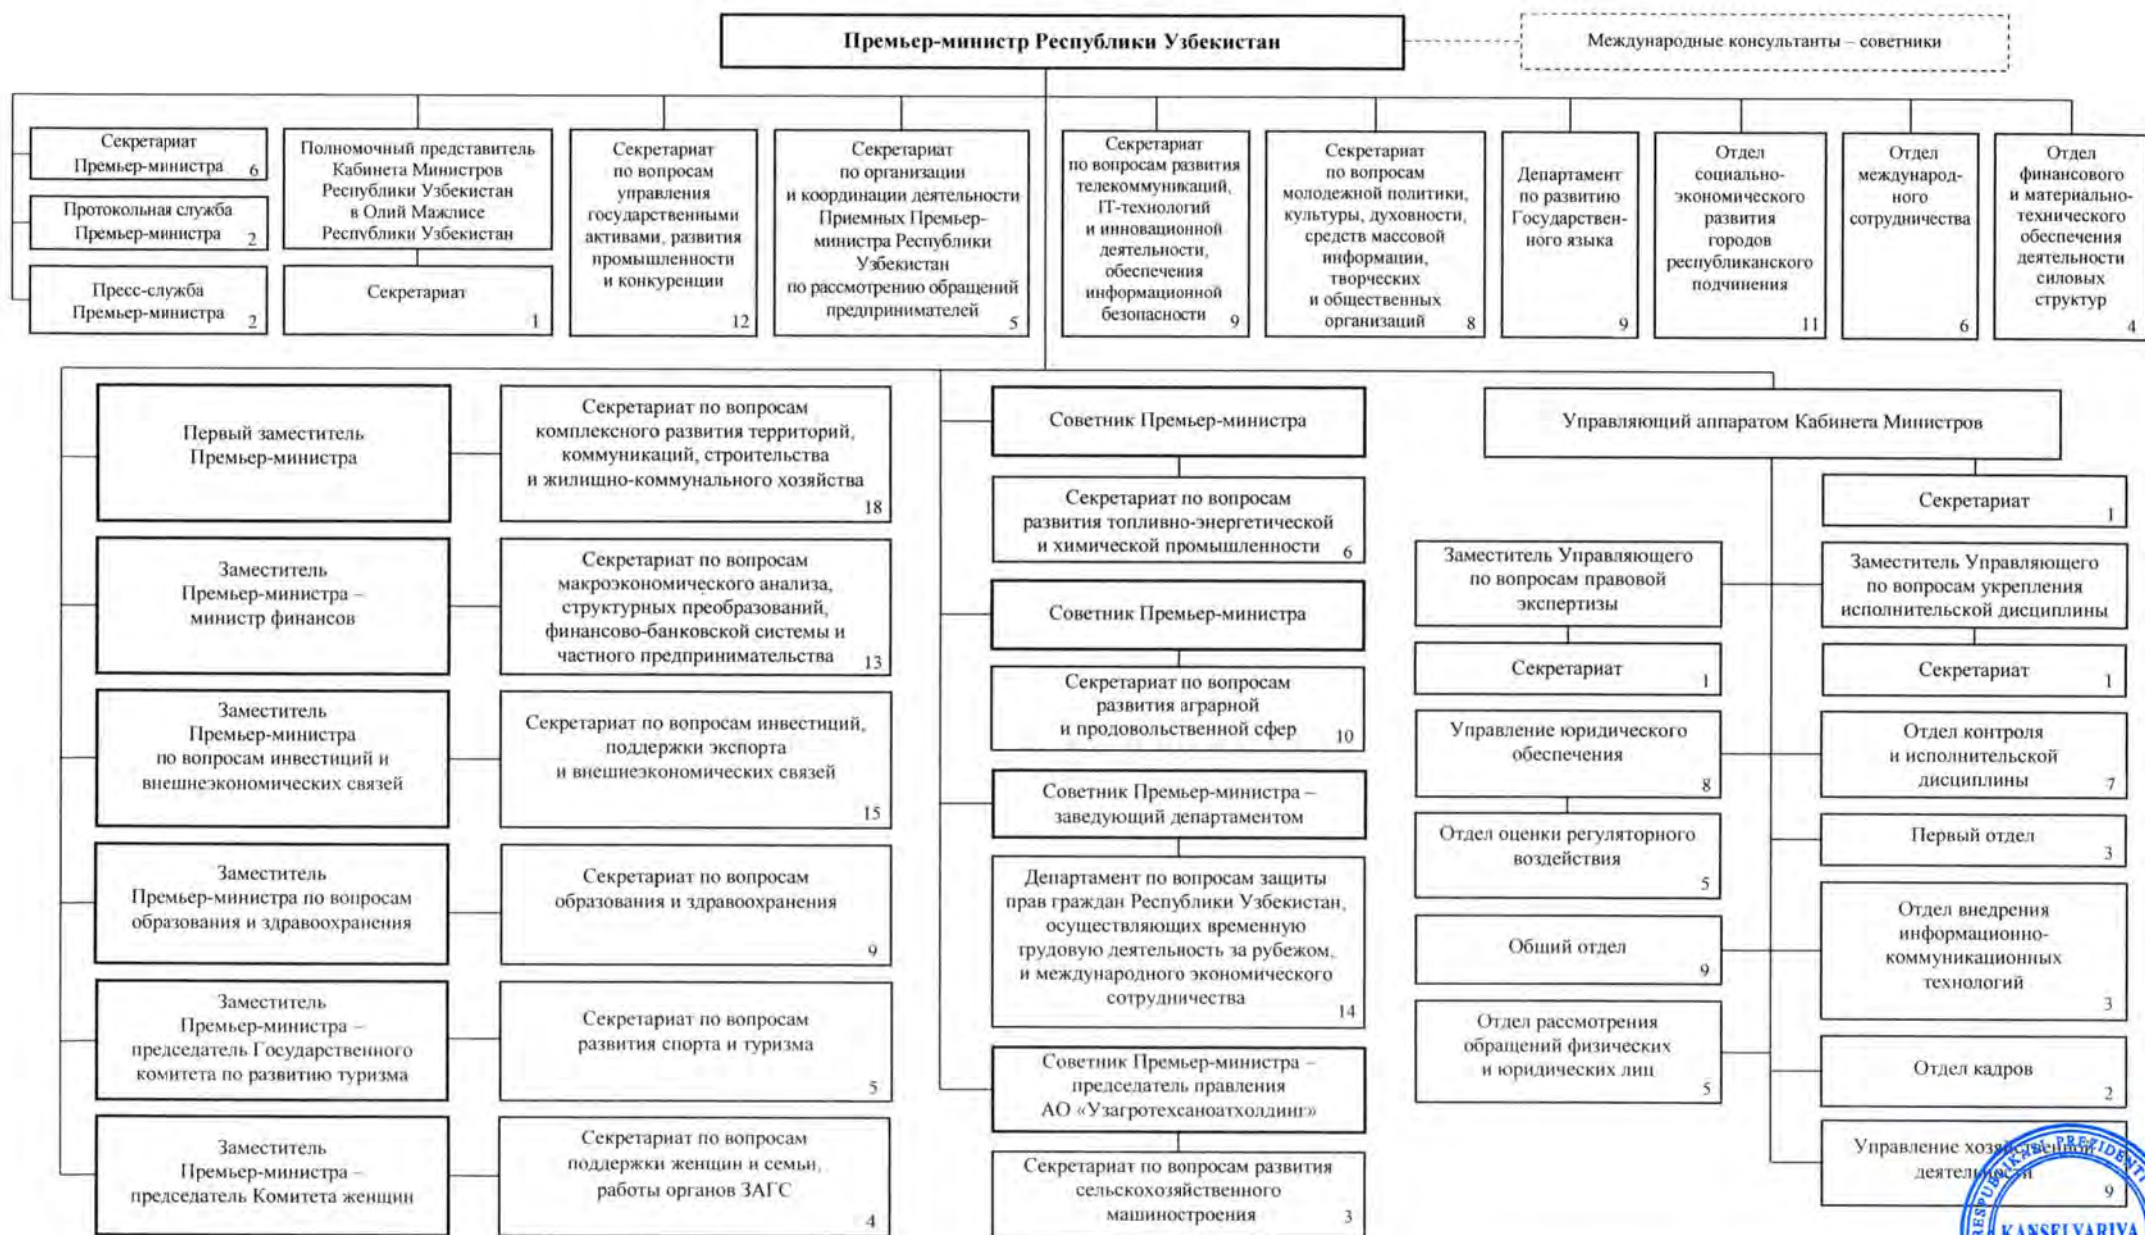 Премьер-министр Республики Узбекистан
Международные консультанты – советники
Секретариат
Премьер-министра
6
Протокольная служба
Премьер-министра
2
Пресс-служба
Премьер-министра
2
Полномочный представитель
Кабинета Министров
Республики Узбекистан
в Олий Мажлисе
Республики Узбекистан
Секретариат
1
Секретариат
по вопросам
управления
государственными
активами, развития
промышленности
и конкуренции
12
Секретариат
по организации
и координации деятельности
Приемных Премьер-
министра Республики
Узбекистан
по рассмотрению обращений
предпринимателей
5
Секретариат
по вопросам развития
телекоммуникаций,
IT-технологий
и инновационной
деятельности,
обеспечения
информационной
безопасности
9
Секретариат
по вопросам
молодежной политики,
культуры, духовности,
средств массовой
информации,
творческих
и общественных
организаций
8
Департамент
по развитию
Государствен-
ного языка
9
Отдел
социально-
экономического
развития
городов
республиканского
подчинения
11
Отдел
международ-
ного
сотрудничества
6
Отдел
финансового
и материально-
технического
обеспечения
деятельности
силовых
структур
4
Первый заместитель
Премьер-министра
Секретариат по вопросам
комплексного развития территорий,
коммуникаций, строительства
и жилищно-коммунального хозяйства
18
Заместитель
Премьер-министра –
министр финансов
Секретариат по вопросам
макроэкономического анализа,
структурных преобразований,
финансово-банковской системы и
частного предпринимательства
13
Заместитель
Премьер-министра
по вопросам инвестиций и
внешнеэкономических связей
Секретариат по вопросам инвестиций,
поддержки экспорта
и внешнеэкономических связей
15
Заместитель
Премьер-министра по вопросам
образования и здравоохранения
Секретариат по вопросам
образования и здравоохранения
9
Заместитель
Премьер-министра –
председатель Государственного
комитета по развитию туризма
Секретариат по вопросам
развития спорта и туризма
5
Заместитель
Премьер-министра –
председатель Комитета женщин
Секретариат по вопросам
поддержки женщин и семьи,
работы органов ЗАГС
4
Советник Премьер-министра
Секретариат по вопросам
развития топливно-энергетической
и химической промышленности
6
Советник Премьер-министра
Секретариат по вопросам
развития аграрной
и продовольственной сфер
10
Советник Премьер-министра –
заведующий департаментом
Департамент по вопросам защиты
прав граждан Республики Узбекистан,
осуществляющих временную
трудовую деятельность за рубежом,
и международного экономического
сотрудничества
14
Советник Премьер-министра –
председатель правления
АО «Узагротехсаноатхолдинг»
Секретариат по вопросам развития
сельскохозяйственного
машиностроения
3
Управляющий аппаратом Кабинета Министров
Секретариат
1
Заместитель Управляющего
по вопросам правовой
экспертизы
Секретариат
1
Заместитель Управляющего
по вопросам укрепления
исполнительской дисциплины
Секретариат
1
Управление юридического
обеспечения
8
Отдел контроля
и исполнительской
дисциплины
7
Отдел оценки регуляторного
воздействия
5
Первый отдел
3
Общий отдел
9
Отдел внедрения
информационно-
коммуникационных
технологий
3
Отдел рассмотрения
обращений физических
и юридических лиц
5
Отдел кадров
2
Управление хозяйственной
деятельности
9
PREZIDENTI
KANSELYARIYA